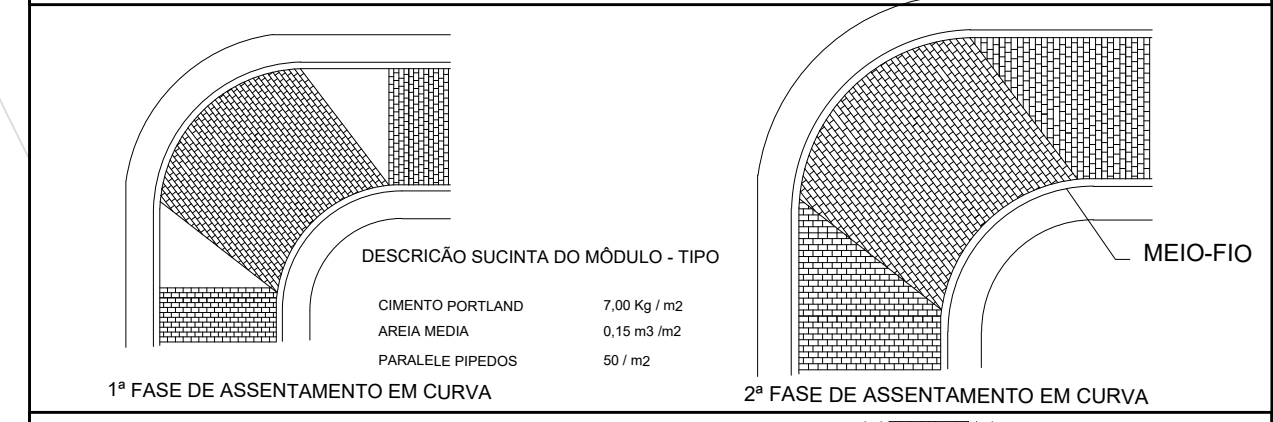 DESCRICÃO SUCINTA DO MÔDULO - TIPO
CIMENTO PORTLAND 7,00 Kg / m2
AREIA MEDIA 0,15 m3 /m2
PARALELE PIPEDOS 50 / m2
1ª FASE DE ASSENTAMENTO EM CURVA
MEIO-FIO
2ª FASE DE ASSENTAMENTO EM CURVA